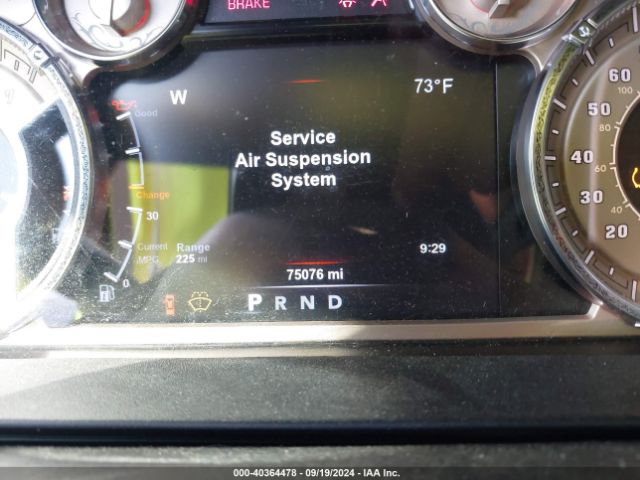 BRAKE
W
73°F
Good
Service
Air Suspension
System
Change
30
Current
MPG
0
Range
225 mi
9:29
75076 mi
P R N D
60
100
50
80
40
60
30
40
20
000-40364478 - 09/19/2024 - IAA Inc.